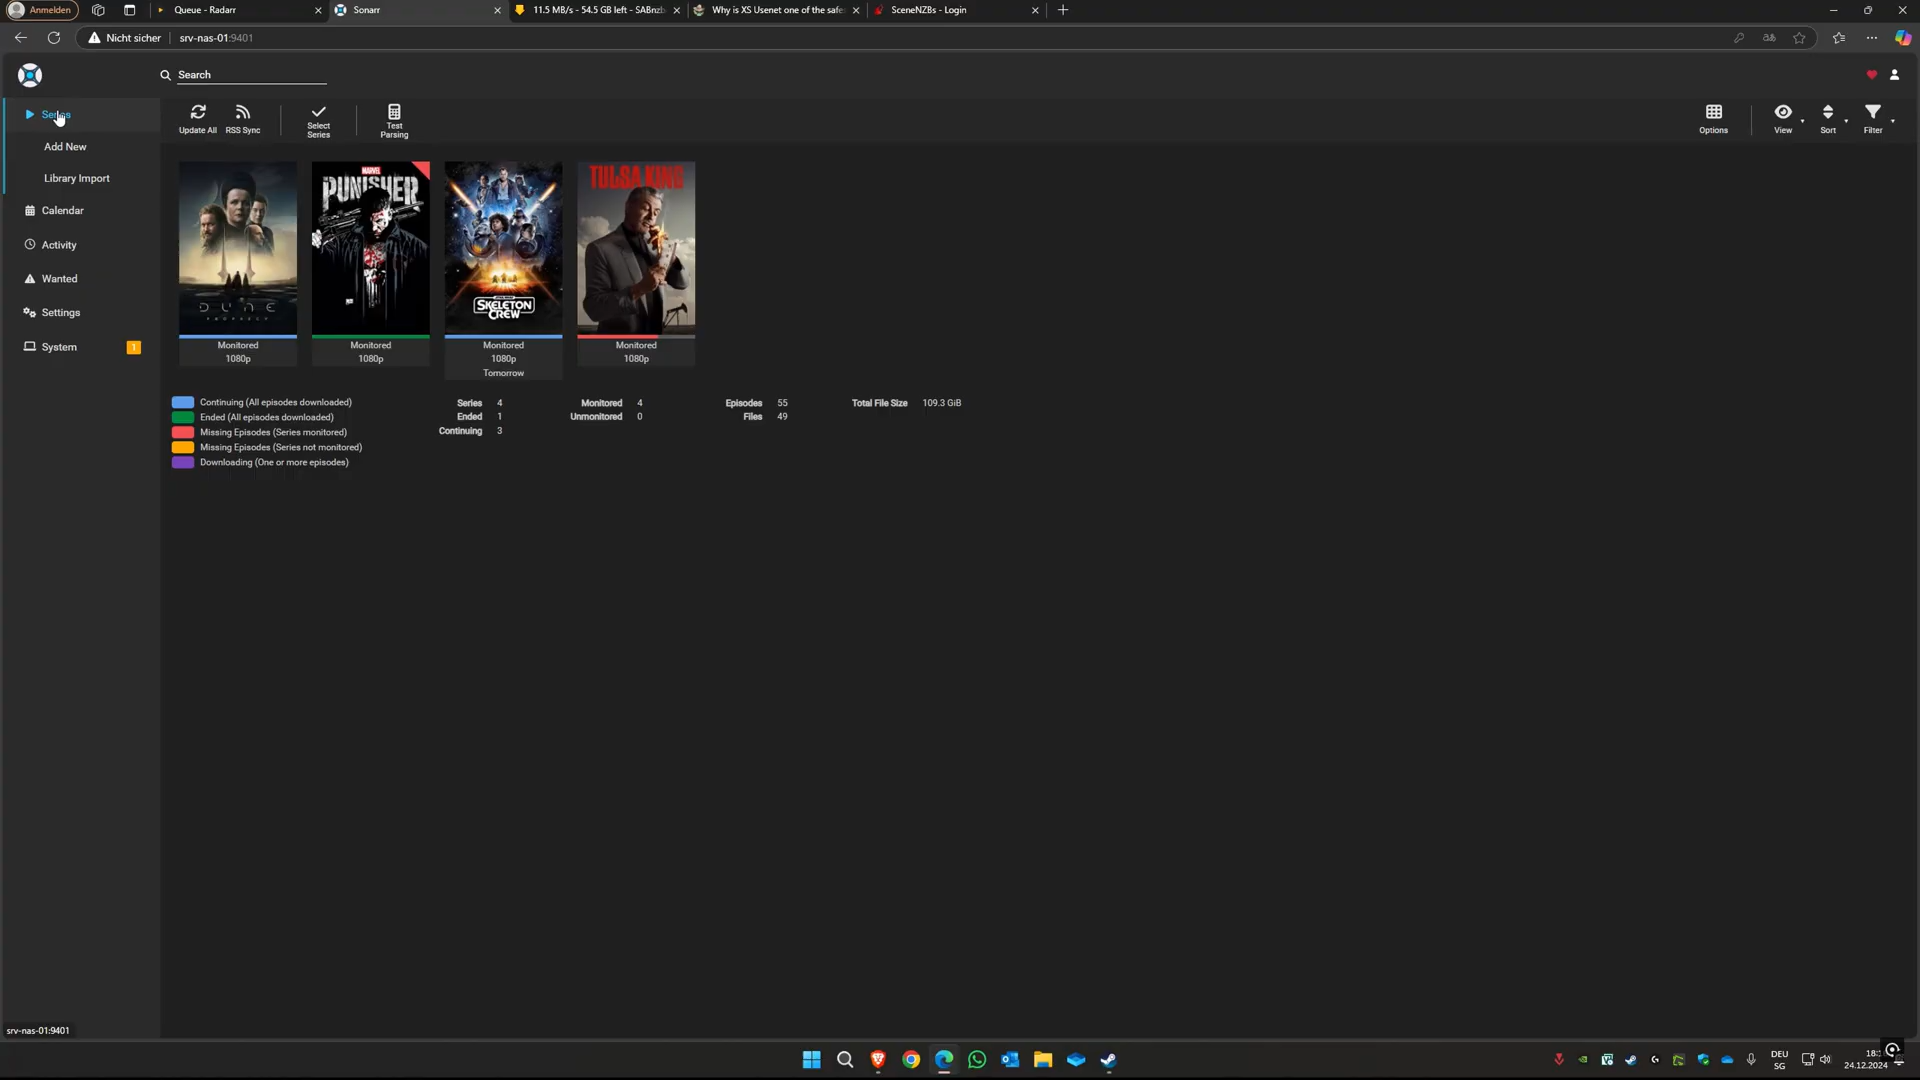 Anmelden
Queue - Radarr
Sonarr
11.5 MB/s - 54.5 GB left - SABnzb
Why is XS Usenet one of the safe
SceneNZBs - Login
Nicht sicher
srv-nas-01:9401
Search
Series
Add New
Library Import
Calendar
Activity
Wanted
Settings
System
1
Update All
RSS Sync
Select
Series
Test
Parsing
Options
View
Sort
Filter
DUNE
PROPHECY
Monitored
1080p
MARVEL
PUNISHER
Monitored
1080p
SKELETON
CREW
Monitored
1080p
Tomorrow
TULSA KING
Monitored
1080p
Continuing (All episodes downloaded)
Ended (All episodes downloaded)
Missing Episodes (Series monitored)
Missing Episodes (Series not monitored)
Downloading (One or more episodes)
Series 4
Ended 1
Continuing 3
Monitored 4
Unmonitored 0
Episodes 55
Files 49
Total File Size 109.3 GiB
srv-nas-01:9401
DEU
SG
24.12.2024